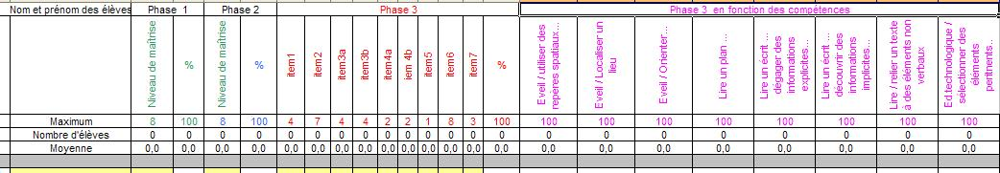 Nom et prénom des élèves Phase 1 Phase 2 Phase 3 Phase 3 en fonction des compétences
Niveau de maîtrise % Niveau de maîtrise % item1 item2 item3a item3b item4a item 4b item5 item6 item7 % Eveil / utiliser des repères spatiaux... Eveil / Localiser un lieu Eveil / Orienter... Lire un plan ... Lire un écrit ... dégager des informations explicites... Lire un écrit ... découvrir des informations implicites... Lire / relier un texte à des éléments non verbaux Ed.technologique / sélectionner des éléments pertinents...
Maximum 8 100 8 100 4 7 4 4 2 2 1 8 3 100 100 100 100 100 100 100 100 100
Nombre d'élèves 0 0 0 0 0 0 0 0 0 0 0 0 0 0 0 0 0 0 0 0 0 0
Moyenne 0,0 0,0 0,0 0,0 0,0 0,0 0,0 0,0 0,0 0,0 0,0 0,0 0,0 0,0 0,0 0,0 0,0 0,0 0,0 0,0 0,0 0,0